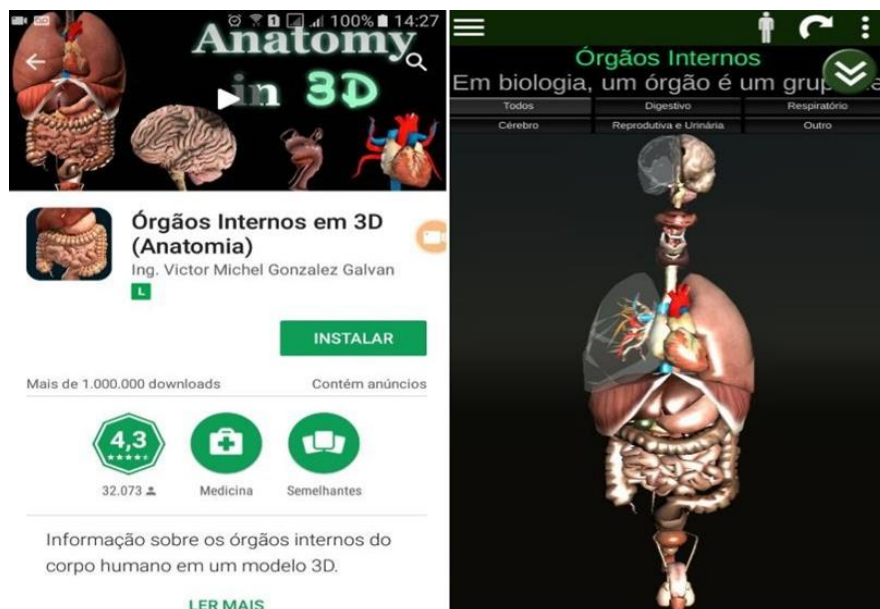 100% 14:27
Anatomy
in 3D
Órgãos Internos em 3D
(Anatomia)
Ing. Victor Michel Gonzalez Galvan
L
INSTALAR
Mais de 1.000.000 downloads
Contém anúncios
4,3
32.073
Medicina
Semelhantes
Informação sobre os órgãos internos do
corpo humano em um modelo 3D.
LER MAIS
Órgãos Internos
Em biologia, um órgão é um grup
Todos
Digestivo
Respiratório
Cérebro
Reprodutiva e Urinária
Outro